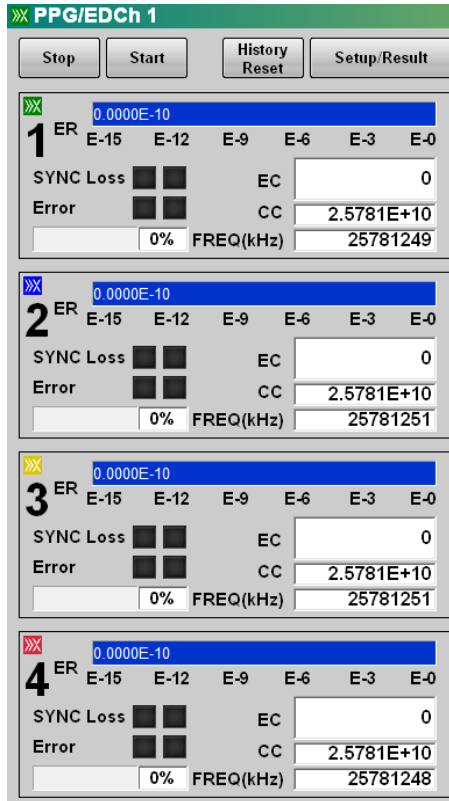 PPG/EDCh 1
Stop Start History Reset Setup/Result
1 ER 0.0000E-10
E-15 E-12 E-9 E-6 E-3 E-0
SYNC Loss EC 0
Error CC 2.5781E+10
0% FREQ(kHz) 25781249
2 ER 0.0000E-10
E-15 E-12 E-9 E-6 E-3 E-0
SYNC Loss EC 0
Error CC 2.5781E+10
0% FREQ(kHz) 25781251
3 ER 0.0000E-10
E-15 E-12 E-9 E-6 E-3 E-0
SYNC Loss EC 0
Error CC 2.5781E+10
0% FREQ(kHz) 25781251
4 ER 0.0000E-10
E-15 E-12 E-9 E-6 E-3 E-0
SYNC Loss EC 0
Error CC 2.5781E+10
0% FREQ(kHz) 25781248